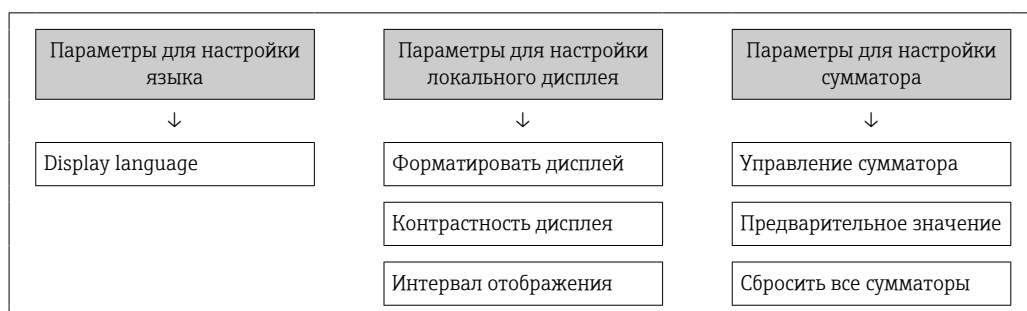 Параметры для настройки
языка
↓
Display language
Параметры для настройки
локального дисплея
↓
Форматировать дисплей
Контрастность дисплея
Интервал отображения
Параметры для настройки
сумматора
↓
Управление сумматора
Предварительное значение
Сбросить все сумматоры